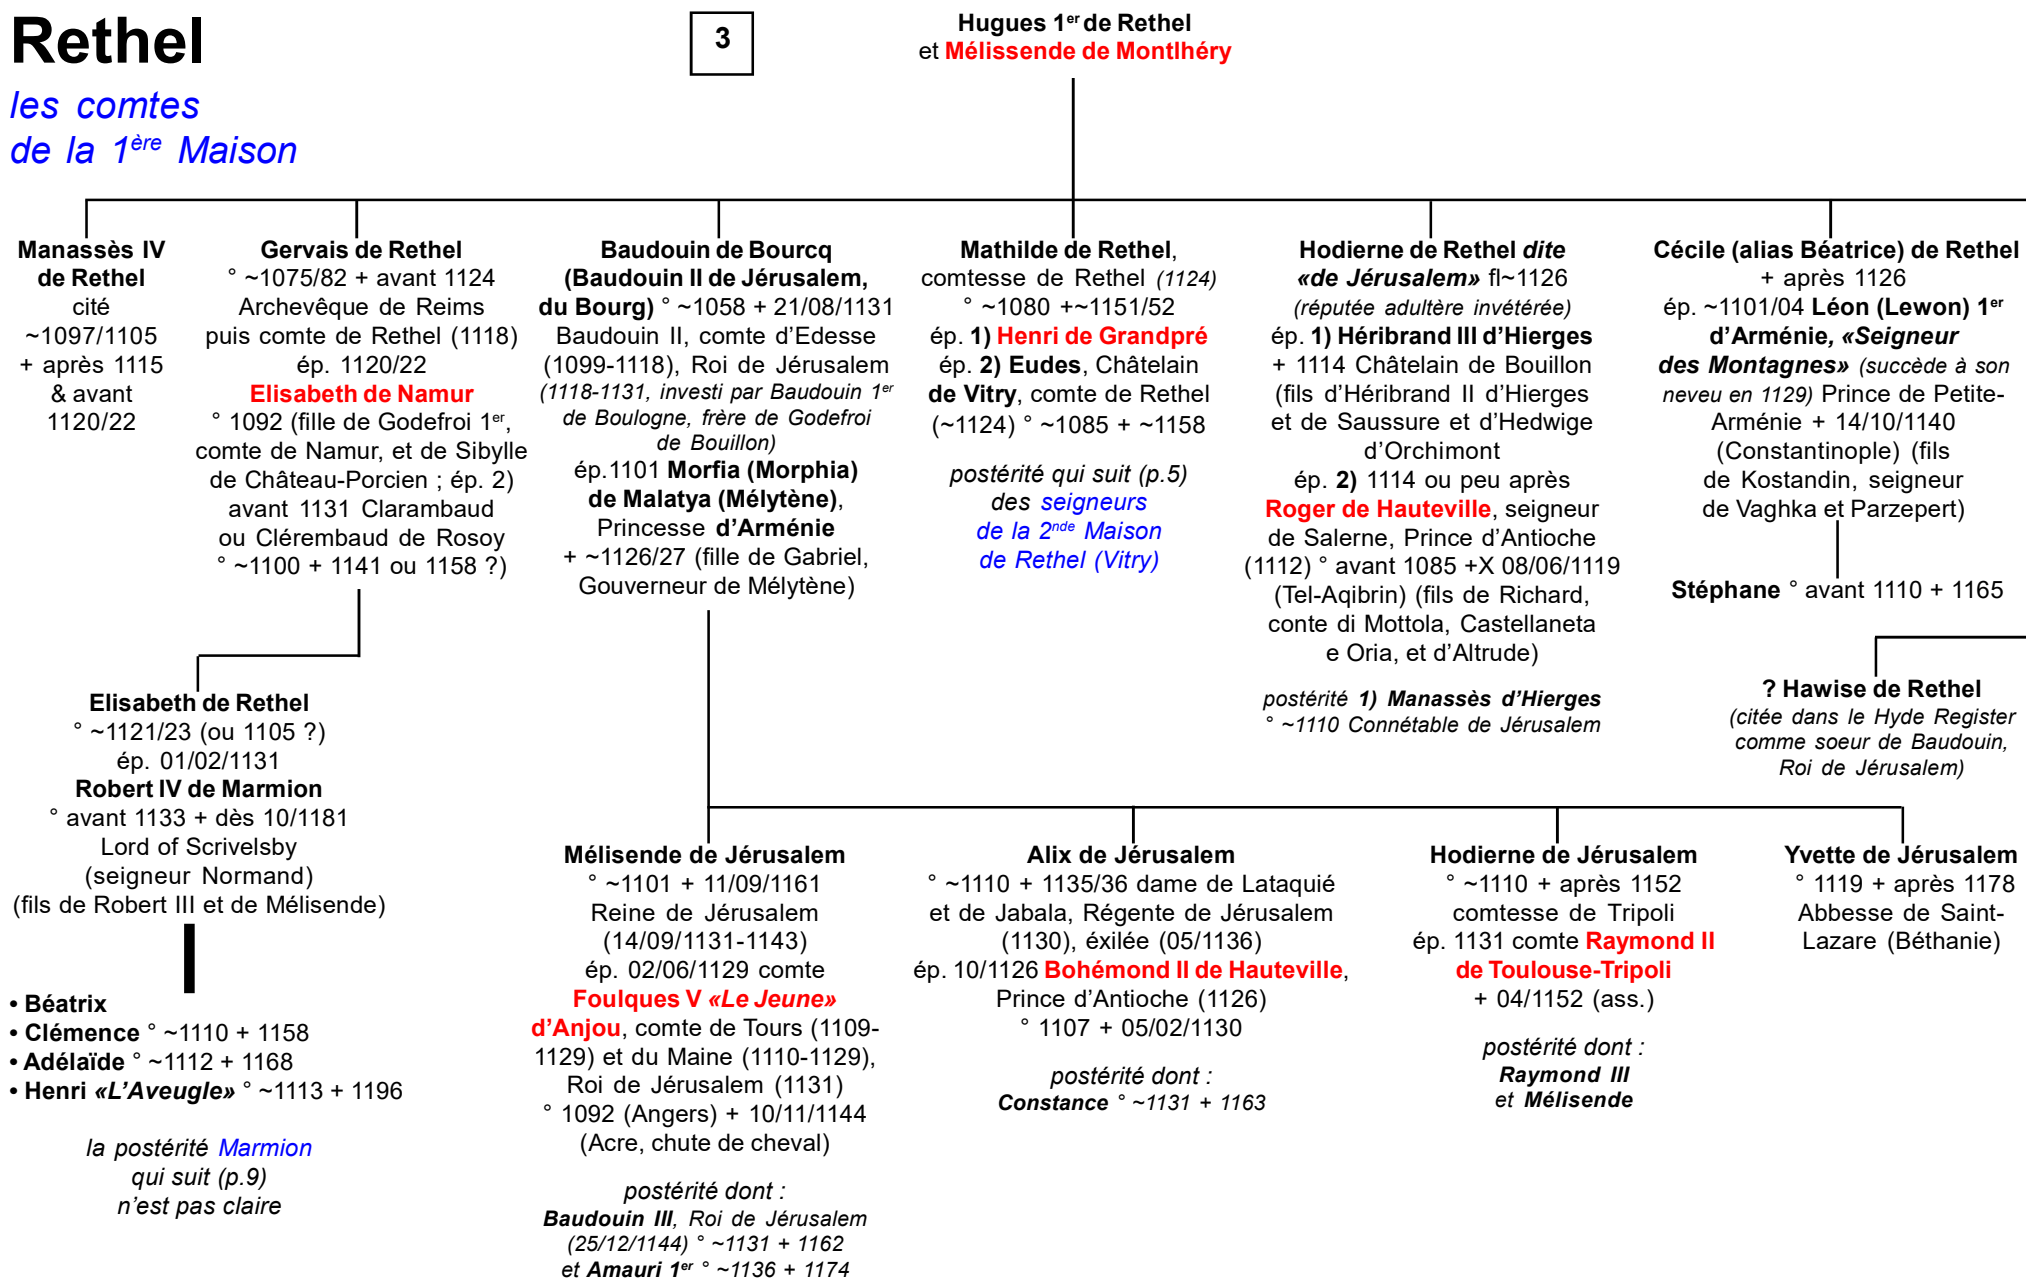 Rethel
les comtes
de la 1ère Maison
3
Hugues 1er de Rethel
et Mélissende de Montlhéry
Manassès IV
de Rethel
cité
~1097/1105
+ après 1115
& avant
1120/22
Gervais de Rethel
° ~1075/82 + avant 1124
Archevêque de Reims
puis comte de Rethel (1118)
ép. 1120/22
Elisabeth de Namur
° 1092 (fille de Godefroi 1er,
comte de Namur, et de Sibylle
de Château-Porcien ; ép. 2)
avant 1131 Clarambaud
ou Clérembaud de Rosoy
° ~1100 + 1141 ou 1158 ?)
Baudouin de Bourcq
(Baudouin II de Jérusalem,
du Bourg) ° ~1058 + 21/08/1131
Baudouin II, comte d'Edesse
(1099-1118), Roi de Jérusalem
(1118-1131, investi par Baudouin 1er
de Boulogne, frère de Godefroi
de Bouillon)
ép.1101 Morfia (Morphia)
de Malatya (Mélytène),
Princesse d'Arménie
+ ~1126/27 (fille de Gabriel,
Gouverneur de Mélytène)
Mathilde de Rethel,
comtesse de Rethel (1124)
° ~1080 +~1151/52
ép. 1) Henri de Grandpré
ép. 2) Eudes, Châtelain
de Vitry, comte de Rethel
(~1124) ° ~1085 + ~1158
postérité qui suit (p.5)
des seigneurs
de la 2nde Maison
de Rethel (Vitry)
Hodierne de Rethel dite
«de Jérusalem» fl~1126
(réputée adultère invétérée)
ép. 1) Héribrand III d'Hierges
+ 1114 Châtelain de Bouillon
(fils d'Héribrand II d'Hierges
et de Saussure et d'Hedwige
d'Orchimont
ép. 2) 1114 ou peu après
Roger de Hauteville, seigneur
de Salerne, Prince d'Antioche
(1112) ° avant 1085 +X 08/06/1119
(Tel-Aqibrin) (fils de Richard,
conte di Mottola, Castellaneta
e Oria, et d'Altrude)
postérité 1) Manassès d'Hierges
° ~1110 Connétable de Jérusalem
Cécile (alias Béatrice) de Rethel
+ après 1126
ép. ~1101/04 Léon (Lewon) 1er
d'Arménie, «Seigneur
des Montagnes» (succède à son
neveu en 1129) Prince de Petite-
Arménie + 14/10/1140
(Constantinople) (fils
de Kostandin, seigneur
de Vaghka et Parzepert)
Stéphane ° avant 1110 + 1165
? Hawise de Rethel
(citée dans le Hyde Register
comme soeur de Baudouin,
Roi de Jérusalem)
Elisabeth de Rethel
° ~1121/23 (ou 1105 ?)
ép. 01/02/1131
Robert IV de Marmion
° avant 1133 + dès 10/1181
Lord of Scrivelsby
(seigneur Normand)
(fils de Robert III et de Mélisende)
• Béatrix
• Clémence ° ~1110 + 1158
• Adélaïde ° ~1112 + 1168
• Henri «L'Aveugle» ° ~1113 + 1196
la postérité Marmion
qui suit (p.9)
n'est pas claire
Mélisende de Jérusalem
° ~1101 + 11/09/1161
Reine de Jérusalem
(14/09/1131-1143)
ép. 02/06/1129 comte
Foulques V «Le Jeune»
d'Anjou, comte de Tours (1109-
1129) et du Maine (1110-1129),
Roi de Jérusalem (1131)
° 1092 (Angers) + 10/11/1144
(Acre, chute de cheval)
postérité dont :
Baudouin III, Roi de Jérusalem
(25/12/1144) ° ~1131 + 1162
et Amauri 1er ° ~1136 + 1174
Alix de Jérusalem
° ~1110 + 1135/36 dame de Lataquié
et de Jabala, Régente de Jérusalem
(1130), éxilée (05/1136)
ép. 10/1126 Bohémond II de Hauteville,
Prince d'Antioche (1126)
° 1107 + 05/02/1130
postérité dont :
Constance ° ~1131 + 1163
Hodierne de Jérusalem
° ~1110 + après 1152
comtesse de Tripoli
ép. 1131 comte Raymond II
de Toulouse-Tripoli
+ 04/1152 (ass.)
postérité dont :
Raymond III
et Mélisende
Yvette de Jérusalem
° 1119 + après 1178
Abbesse de Saint-
Lazare (Béthanie)